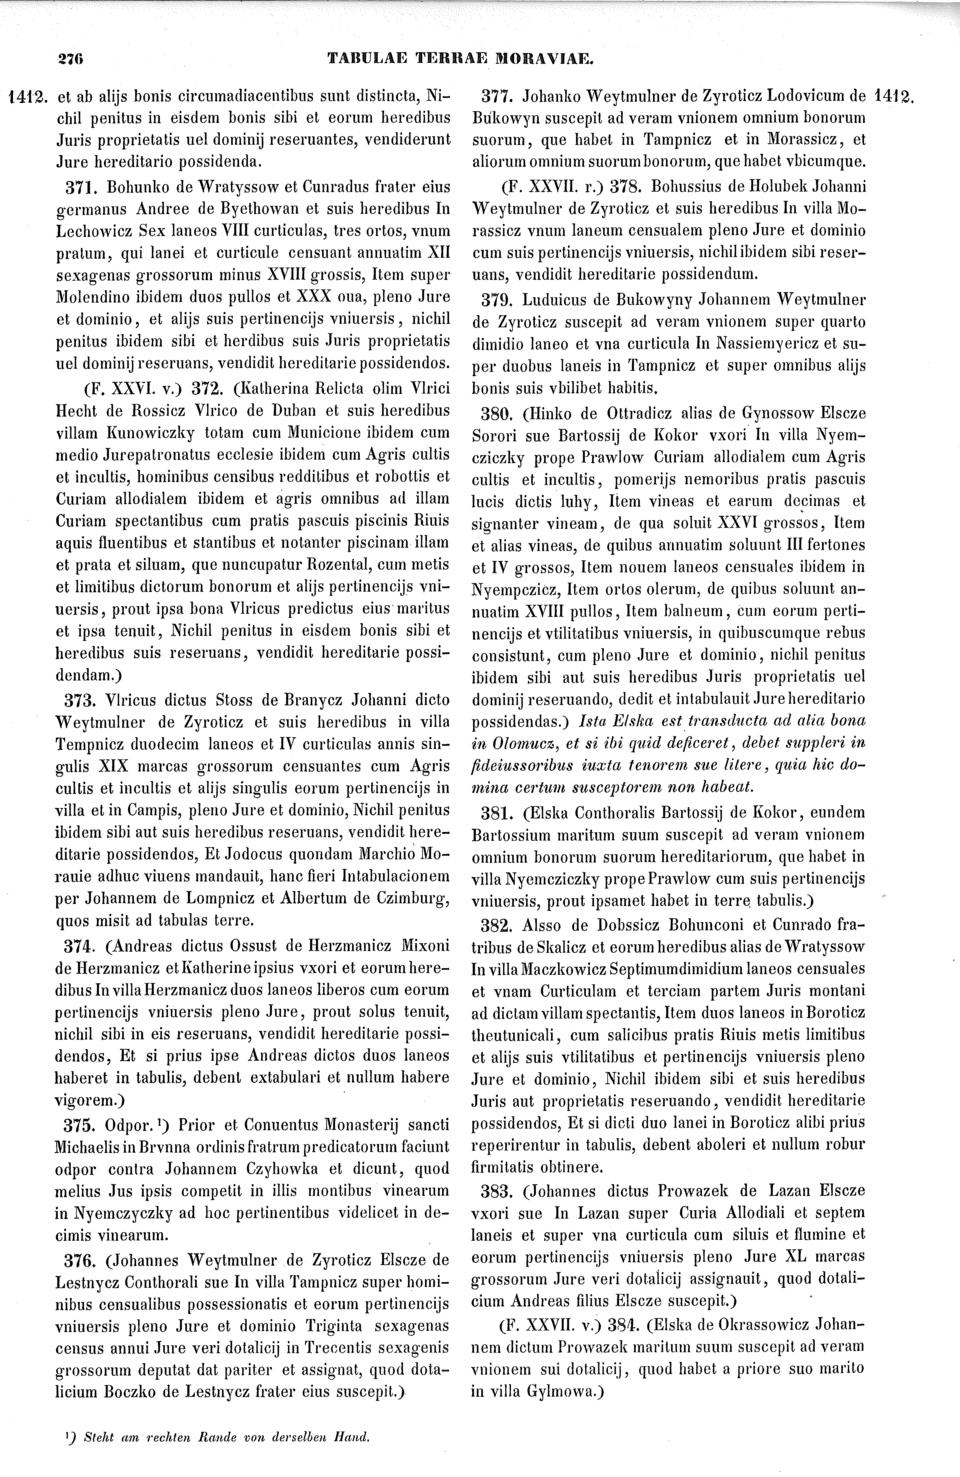 276
TABULAE TERRAE MORAVIAE.
1412. et ab alijs bonis circumadiacentibus sunt distincta, Ni-
chil penitus in eisdem bonis sibi et eorum heredibus
Juris proprietatis uel dominij reseruantes, vendiderunt
Jure hereditario possidenda.
371. Bohunko de Wratyssow et Cunradus frater eius
germanus Andree de Byethowan et suis heredibus In
Lechowicz Sex laneos VIII curticulas, tres ortos, vnum
pratum, qui lanei et curticule censuant annuatim XII
sexagenas grossorum minus XVIII grossis, Item super
Molendino ibidem duos pullos et XXX oua, pleno Jure
et dominio, et alijs suis pertinencijs vniuersis, nichil
penitus ibidem sibi et herdibus suis Juris proprietatis
uel dominij reseruans, vendidit hereditarie possidendos.
(F. XXVI. v.) 372. (Katherina Relicta olim Vlrici
Hecht de Rossicz Vlrico de Duban et suis heredibus
villam Kunowiczky totam cum Municione ibidem cum
medio Jurepatronatus ecclesie ibidem cum Agris cultis
et incultis, hominibus censibus redditibus et robottis et
Curiam allodialem ibidem et agris omnibus ad illam
Curiam spectantibus cum pratis pascuis piscinis Riuis
aquis fluentibus et stantibus et notanter piscinam illam
et prata et siluam, que nuncupatur Rozental, cum metis
et limitibus dictorum bonorum et alijs pertinencijs vni-
uersis, prout ipsa bona Vlricus predictus eius maritus
et ipsa tenuit, Nichil penitus in eisdem bonis sibi et
heredibus suis reseruans, vendidit hereditarie possi-
dendam.)
373. Vlricus dictus Stoss de Branycz Johanni dicto
Weytmulner de Zyroticz et suis heredibus in villa
Tempnicz duodecim laneos et IV curticulas annis sin-
gulis XIX marcas grossorum censuantes cum Agris
cultis et incultis et alijs singulis eorum pertinencijs in
villa et in Campis, pleno Jure et dominio, Nichil penitus
ibidem sibi aut suis heredibus reseruans, vendidit here-
ditarie possidendos, Et Jodocus quondam Marchio Mo-
rauie adhuc viuens mandauit, hanc fieri Intabulacionem
per Johannem de Lompnicz et Albertum de Czimburg,
quos misit ad tabulas terre.
374. (Andreas dictus Ossust de Herzmanicz Mixoni
de Herzmanicz et Katherine ipsius vxori et eorum here-
dibus In villa Herzmanicz duos laneos liberos cum eorum
pertinencijs vniuersis pleno Jure, prout solus tenuit,
nichil sibi in eis reseruans, vendidit hereditarie possi-
dendos, Et si prius ipse Andreas dictos duos laneos
haberet in tabulis, debent extabulari et nullum habere
vigorem.)
375. Odpor. ¹) Prior et Conuentus Monasterij sancti
Michaelis in Brvnna ordinis fratrum predicatorum faciunt
odpor contra Johannem Czyhowka et dicunt, quod
melius Jus ipsis competit in illis montibus vinearum
in Nyemczyczky ad hoc pertinentibus videlicet in de-
cimis vinearum.
376. (Johannes Weytmulner de Zyroticz Elscze de
Lestnycz Conthorali sue In villa Tampnicz super homi-
nibus censualibus possessionatis et eorum pertinencijs
vniuersis pleno Jure et dominio Triginta sexagenas
census annui Jure veri dotalicij in Trecentis sexagenis
grossorum deputat dat pariter et assignat, quod dota-
licium Boczko de Lestnycz frater eius suscepit.)
¹) Steht am rechten Rande von derselben Hand.
377. Johanko Weytmulner de Zyroticz Lodovicum de 1412.
Bukowyn suscepit ad veram vnionem omnium bonorum
suorum, que habet in Tampnicz et in Morassicz, et
aliorum omnium suorum bonorum, que habet vbicumque.
(F. XXVII. r.) 378. Bohussius de Holubek Johanni
Weytmulner de Zyroticz et suis heredibus In villa Mo-
rassicz vnum laneum censualem pleno Jure et dominio
cum suis pertinencijs vniuersis, nichil ibidem sibi reser-
uans, vendidit hereditarie possidendum.
379. Luduicus de Bukowyny Johannem Weytmulner
de Zyroticz suscepit ad veram vnionem super quarto
dimidio laneo et vna curticula In Nassiemyericz et su-
per duobus laneis in Tampnicz et super omnibus alijs
bonis suis vbilibet habitis.
380. (Hinko de Ottradicz alias de Gynossow Elscze
Sorori sue Bartossij de Kokor vxori In villa Nyem-
cziczky prope Prawlow Curiam allodialem cum Agris
cultis et incultis, pomerijs nemoribus pratis pascuis
lucis dictis luhy, Item vineas et earum decimas et
signanter vineam, de qua soluit XXVI grossos, Item
et alias vineas, de quibus annuatim soluunt III fertones
et IV grossos, Item nouem laneos censuales ibidem in
Nyempczicz, Item ortos olerum, de quibus soluunt an-
nuatim XVIII pullos, Item balneum, cum eorum perti-
nencijs et vtilitatibus vniuersis, in quibuscumque rebus
consistunt, cum pleno Jure et dominio, nichil penitus
ibidem sibi aut suis heredibus Juris proprietatis uel
dominij reseruando, dedit et intabulauit Jure hereditario
possidendas.) Ista Elska est transducta ad alia bona
in Olomucz, et si ibi quid deficeret, debet suppleri in
fideiussoribus iuxta tenorem sue litere, quia hic do-
mina certum susceptorem non habeat.
381. (Elska Conthoralis Bartossij de Kokor, eundem
Bartossium maritum suum suscepit ad veram vnionem
omnium bonorum suorum hereditariorum, que habet in
villa Nyemcziczky prope Prawlow cum suis pertinencijs
vniuersis, prout ipsamet habet in terre tabulis.)
382. Alsso de Dobssicz Bohunconi et Cunrado fra-
tribus de Skalicz et eorum heredibus alias de Wratyssow
In villa Maczkowicz Septimumdimidium laneos censuales
et vnam Curticulam et terciam partem Juris montani
ad dictam villam spectantis, Item duos laneos in Boroticz
theutunicali, cum salicibus pratis Riuis metis limitibus
et alijs suis vtilitatibus et pertinencijs vniuersis pleno
Jure et dominio, Nichil ibidem sibi et suis heredibus
Juris aut proprietatis reseruando, vendidit hereditarie
possidendos, Et si dicti duo lanei in Boroticz alibi prius
reperirentur in tabulis, debent aboleri et nullum robur
firmitatis obtinere.
383. (Johannes dictus Prowazek de Lazan Elscze
vxori sue In Lazan super Curia Allodiali et septem
laneis et super vna curticula cum siluis et flumine et
eorum pertinencijs vniuersis pleno Jure XL marcas
grossorum Jure veri dotalicij assignauit, quod dotali-
cium Andreas filius Elscze suscepit.)
(F. XXVII. v.) 384. (Elska de Okrassowicz Johan-
nem dictum Prowazek maritum suum suscepit ad veram
vnionem sui dotalicij, quod habet a priore suo marito
in villa Gylmowa.)